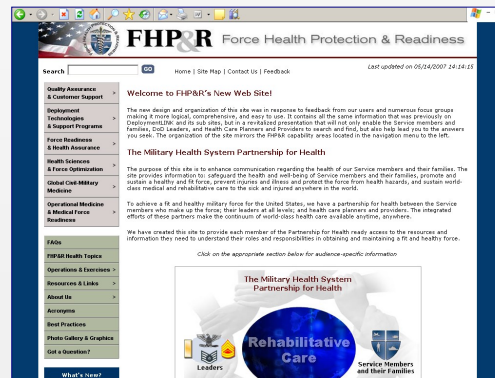 FHP&R Force Health Protection & Readiness
Last updated on 05/14/2007 14:14:15
Search GO Home | Site Map | Contact Us | Feedback
Quality Assurance
& Customer Support >
Deployment
Technologies
& Support Programs >
Force Readiness
& Health Assurance >
Health Sciences
& Force Optimization >
Global Civil-Military
Medicine >
Operational Medicine
& Medical Force
Readiness >
FAQs
FHP&R Health Topics
Operations & Exercises >
Resources & Links >
About Us >
Acronyms
Best Practices
Photo Gallery & Graphics
Got a Question?
What's New?
Welcome to FHP&R's New Web Site!
The new design and organization of this site was in response to feedback from our users and numerous focus groups
making it more logical, comprehensive, and easy to use. It contains all the same information that was previously on
DeploymentLINK and its sub sites, but in a revitalized presentation that will not only enable the Service members and
families, DoD Leaders, and Health Care Planners and Providers to search and find, but also help lead you to the answers
you seek. The organization of the site mirrors the FHP&R capability areas located in the navigation menu to the left.
The Military Health System Partnership for Health
The purpose of this site is to enhance communication regarding the health of our Service members and their families. The
site provides information to: safeguard the health and well-being of Service members and their families, promote and
sustain a healthy and fit force, prevent injuries and illness and protect the force from health hazards, and sustain world-
class medical and rehabilitative care to the sick and injured anywhere in the world.
To achieve a fit and healthy military force for the United States, we have a partnership for health between the Service
members who make up the force; their leaders at all levels; and health care planners and providers. The integrated
efforts of these partners make the continuum of world-class health care available anytime, anywhere.
We have created this site to provide each member of the Partnership for Health ready access to the resources and
information they need to understand their roles and responsibilities in obtaining and maintaining a fit and healthy force.
Click on the appropriate section below for audience-specific information
The Military Health System
Partnership for Health
Rehabilitative
Care
Leaders
Service Members
and their Families